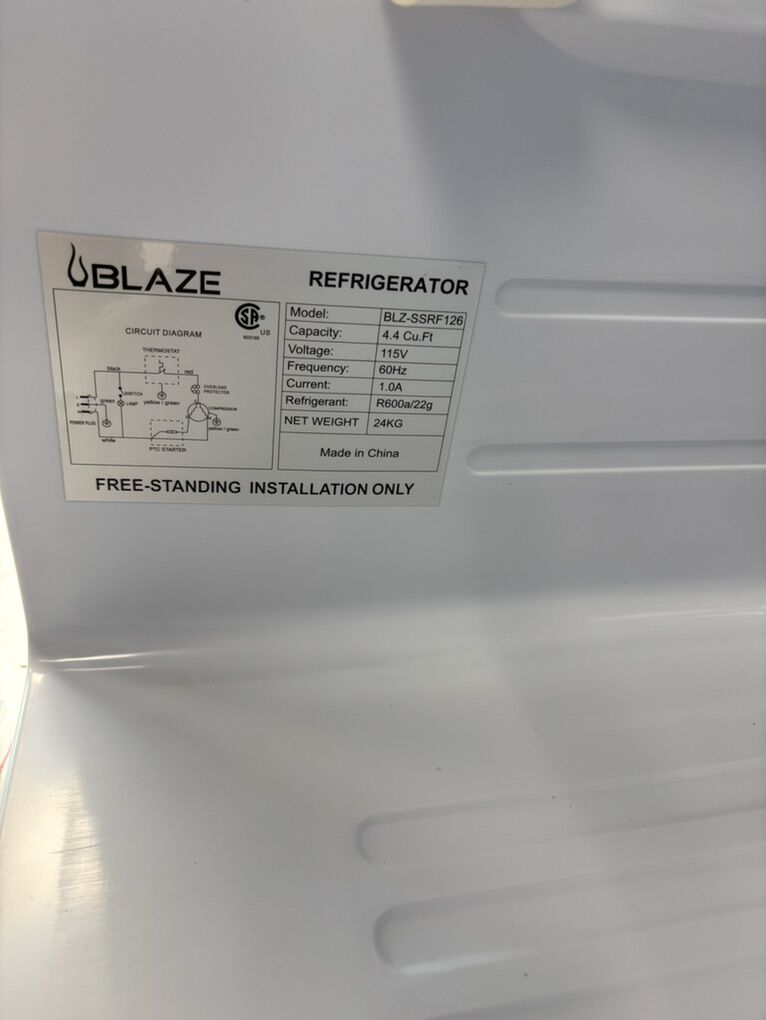 BLAZE
REFRIGERATOR
CIRCUIT DIAGRAM
SA® US
THERMOSTAT
black
red
SWITCH
LAMP
green
yellow / green
OVERLOAD
PROTECTOR
COMPRESSOR
yellow / green
POWER PLUG
white
PTC STARTER
Model: BLZ-SSRF126
Capacity: 4.4 Cu.Ft
Voltage: 115V
Frequency: 60Hz
Current: 1.0A
Refrigerant: R600a/22g
NET WEIGHT 24KG
Made in China
FREE-STANDING INSTALLATION ONLY